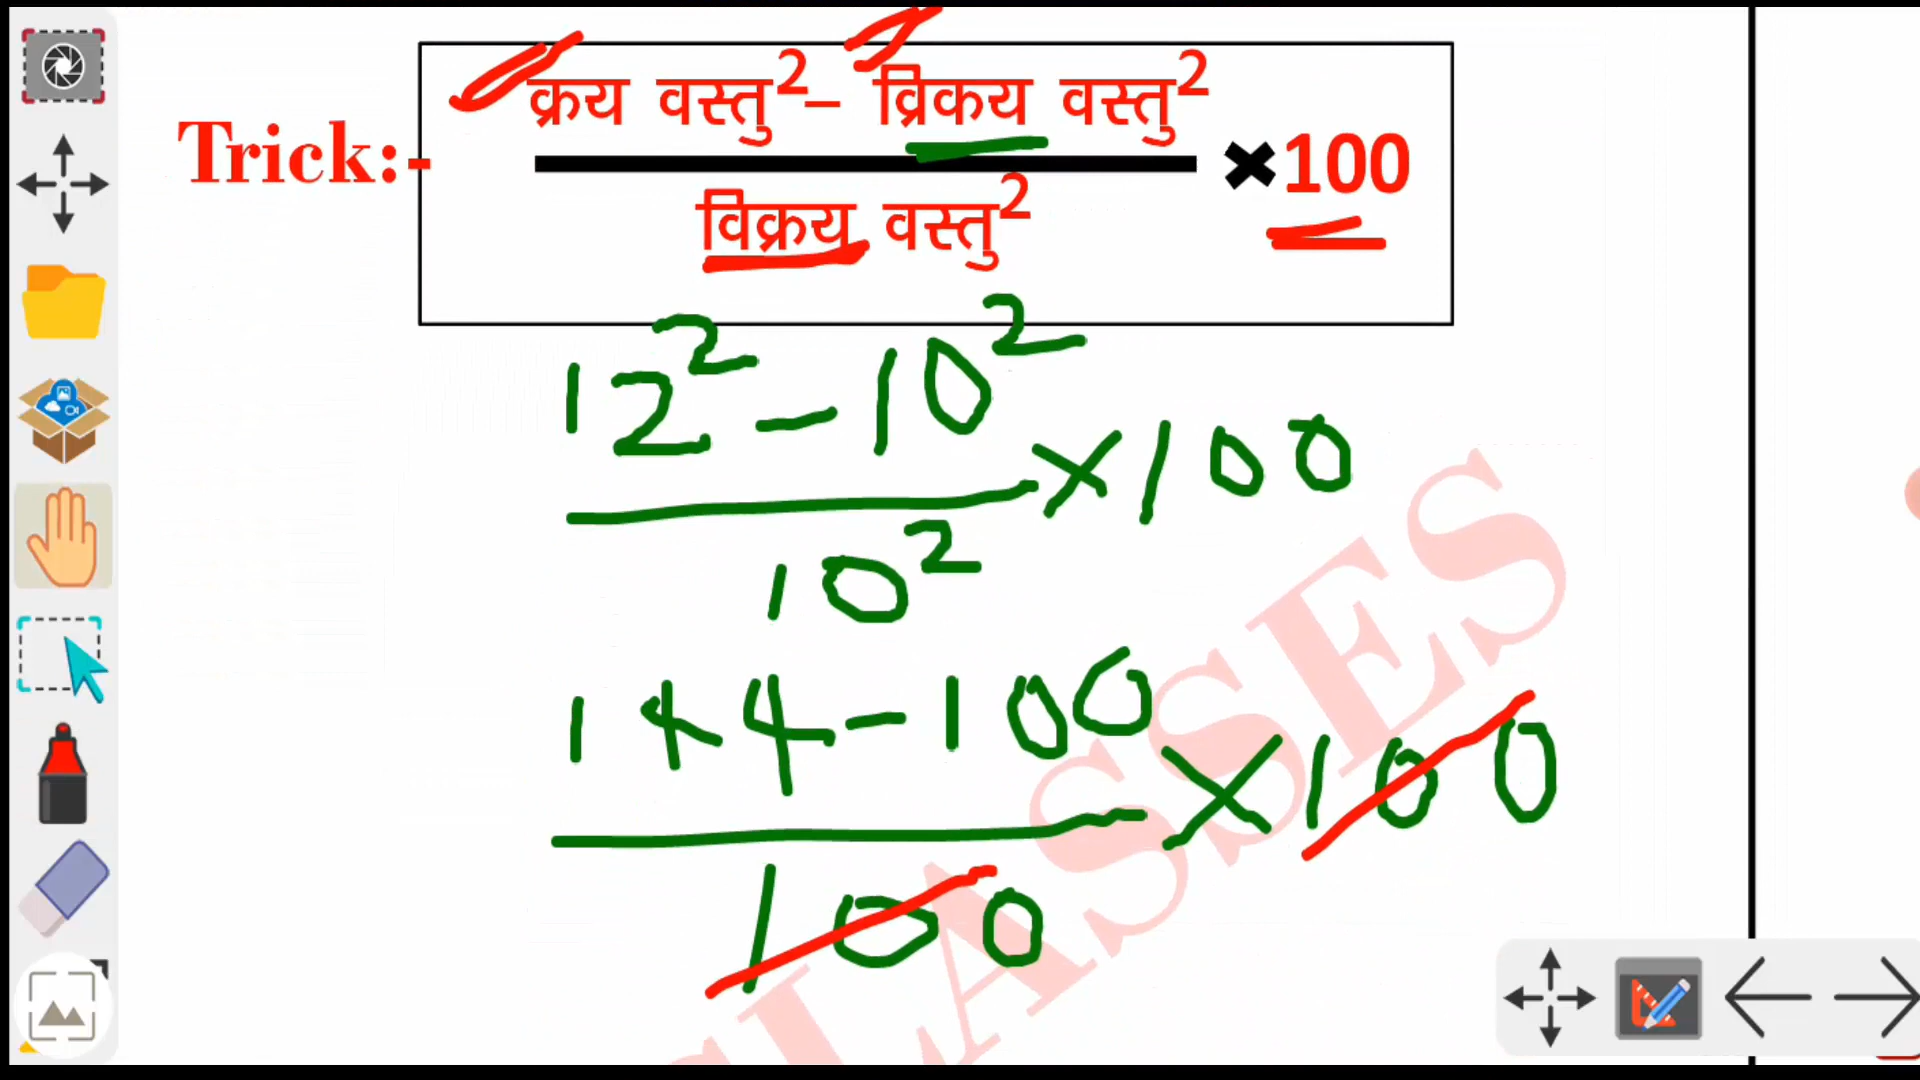 Trick:- क्रय वस्तु² – व्रिकय वस्तु² / विक्रय वस्तु² ×100
12² – 10² / 10² × 100
144 – 100 / 100 × 100
CLASSES